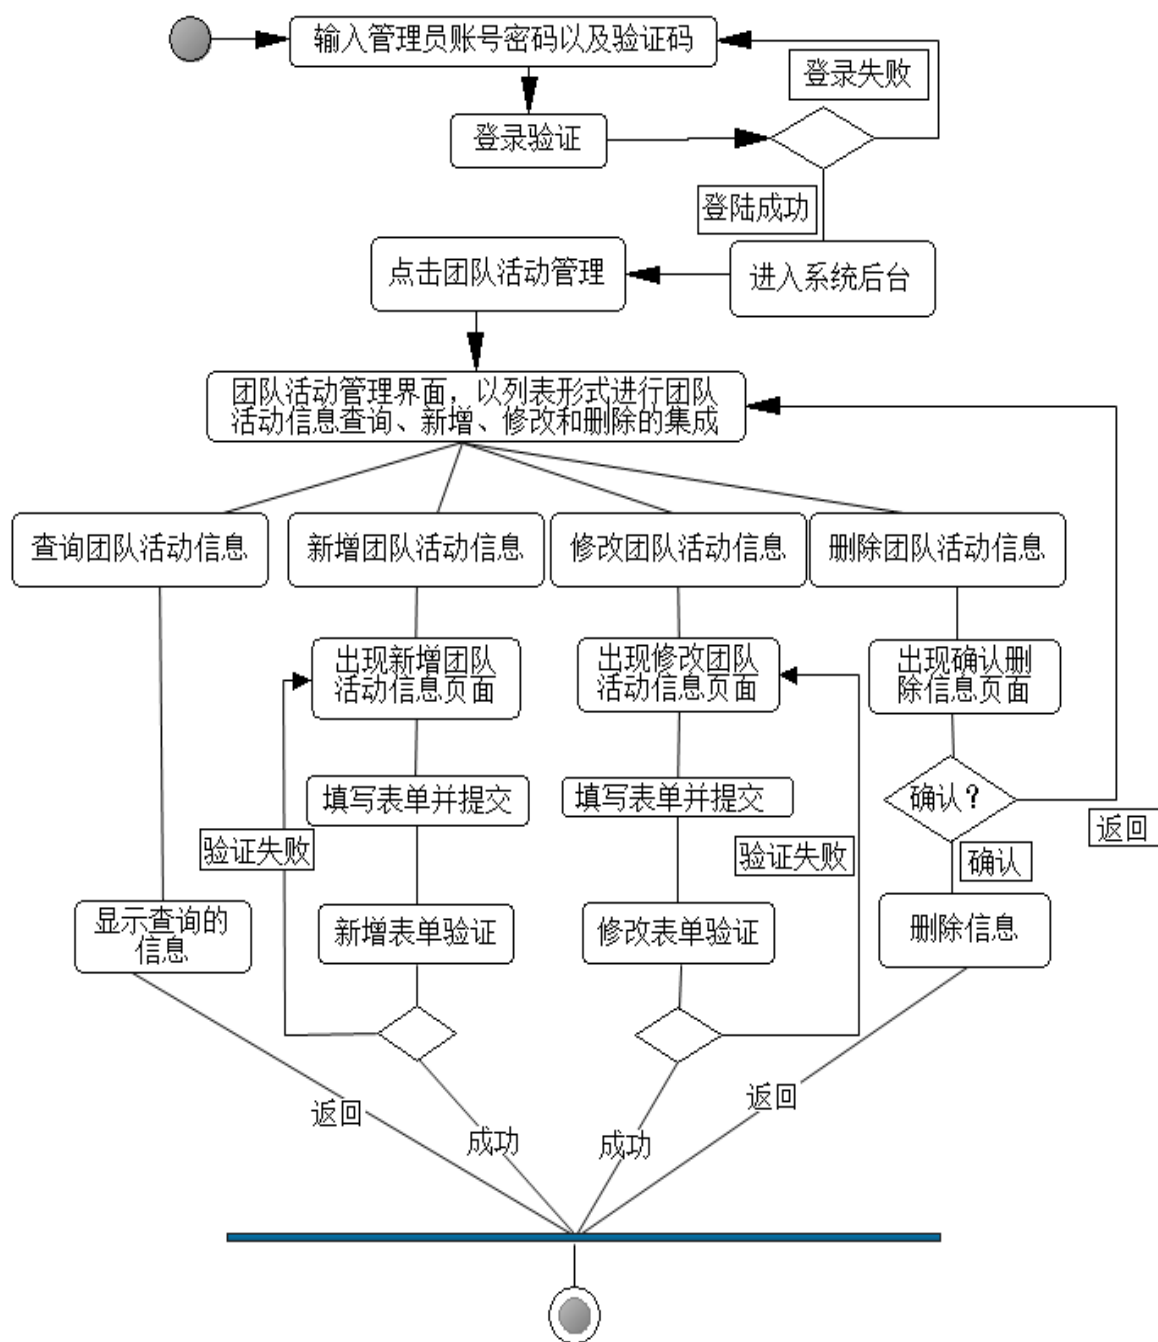 输入管理员账号密码以及验证码
登录失败
登录验证
登陆成功
点击团队活动管理
进入系统后台
团队活动管理界面，以列表形式进行团队
活动信息查询、新增、修改和删除的集成
查询团队活动信息
新增团队活动信息
修改团队活动信息
删除团队活动信息
出现新增团队
活动信息页面
出现修改团队
活动信息页面
出现确认删
除信息页面
填写表单并提交
填写表单并提交
确认？
返回
验证失败
验证失败
确认
显示查询的
信息
新增表单验证
修改表单验证
删除信息
返回
成功
成功
返回